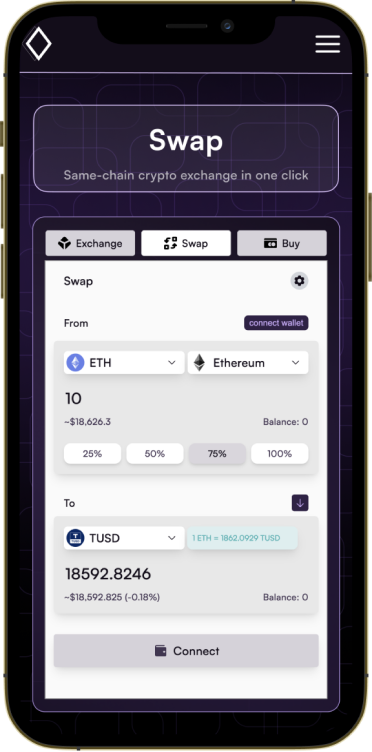 Swap
Same-chain crypto exchange in one click
Exchange
Swap
Buy
Swap
From
connect wallet
ETH
Ethereum
10
~$18,626.3
Balance: 0
25%
50%
75%
100%
To
TUSD
1 ETH = 1862.0929 TUSD
18592.8246
~$18,592.825 (-0.18%)
Balance: 0
Connect